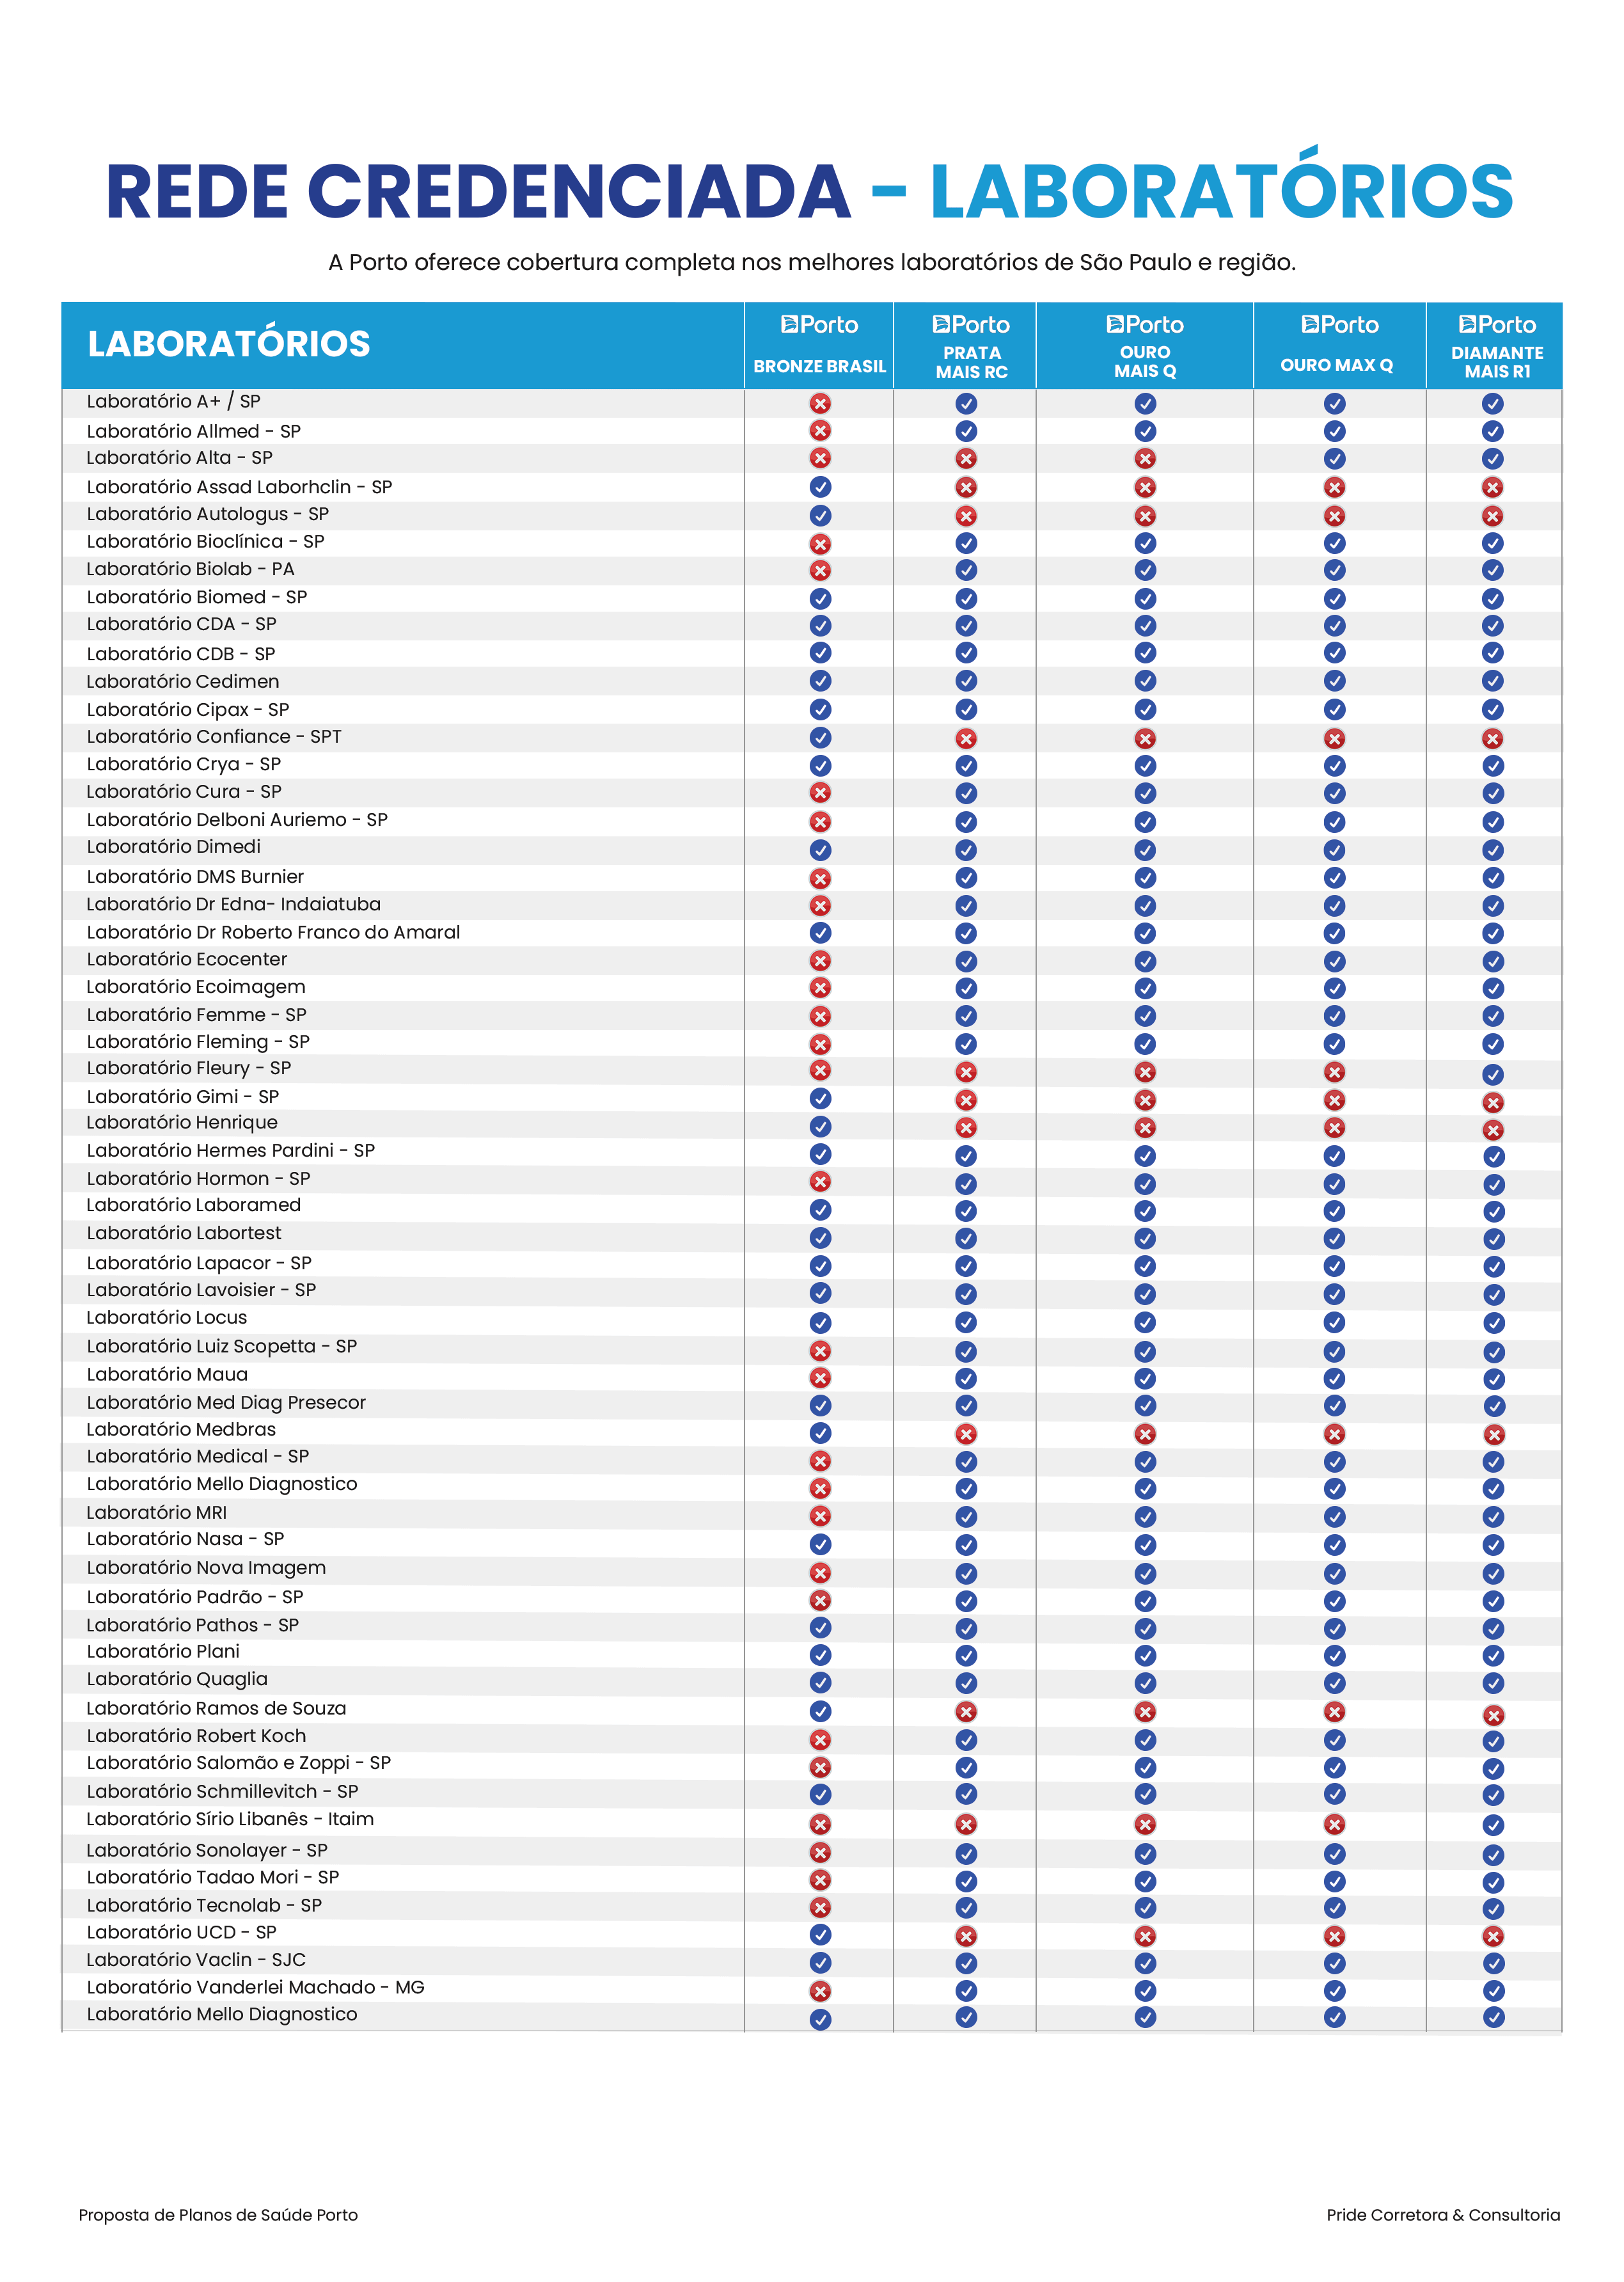 REDE CREDENCIADA - LABORATÓRIOS
A Porto oferece cobertura completa nos melhores laboratórios de São Paulo e região.
LABORATÓRIOS
Porto
BRONZE BRASIL
Porto
PRATA
MAIS RC
Porto
OURO
MAIS Q
Porto
OURO MAX Q
Porto
DIAMANTE
MAIS R1
Laboratório A+ / SP
Laboratório Allmed - SP
Laboratório Alta - SP
Laboratório Assad Laborhclin - SP
Laboratório Autologus - SP
Laboratório Bioclínica - SP
Laboratório Biolab - PA
Laboratório Biomed - SP
Laboratório CDA - SP
Laboratório CDB - SP
Laboratório Cedimen
Laboratório Cipax - SP
Laboratório Confiance - SPT
Laboratório Crya - SP
Laboratório Cura - SP
Laboratório Delboni Auriemo - SP
Laboratório Dimedi
Laboratório DMS Burnier
Laboratório Dr Edna- Indaiatuba
Laboratório Dr Roberto Franco do Amaral
Laboratório Ecocenter
Laboratório Ecoimagem
Laboratório Femme - SP
Laboratório Fleming - SP
Laboratório Fleury - SP
Laboratório Gimi - SP
Laboratório Henrique
Laboratório Hermes Pardini - SP
Laboratório Hormon - SP
Laboratório Laboramed
Laboratório Labortest
Laboratório Lapacor - SP
Laboratório Lavoisier - SP
Laboratório Locus
Laboratório Luiz Scopetta - SP
Laboratório Maua
Laboratório Med Diag Presecor
Laboratório Medbras
Laboratório Medical - SP
Laboratório Mello Diagnostico
Laboratório MRI
Laboratório Nasa - SP
Laboratório Nova Imagem
Laboratório Padrão - SP
Laboratório Pathos - SP
Laboratório Plani
Laboratório Quaglia
Laboratório Ramos de Souza
Laboratório Robert Koch
Laboratório Salomão e Zoppi - SP
Laboratório Schmillevitch - SP
Laboratório Sírio Libanês - Itaim
Laboratório Sonolayer - SP
Laboratório Tadao Mori - SP
Laboratório Tecnolab - SP
Laboratório UCD - SP
Laboratório Vaclin - SJC
Laboratório Vanderlei Machado - MG
Laboratório Mello Diagnostico
Proposta de Planos de Saúde Porto
Pride Corretora & Consultoria